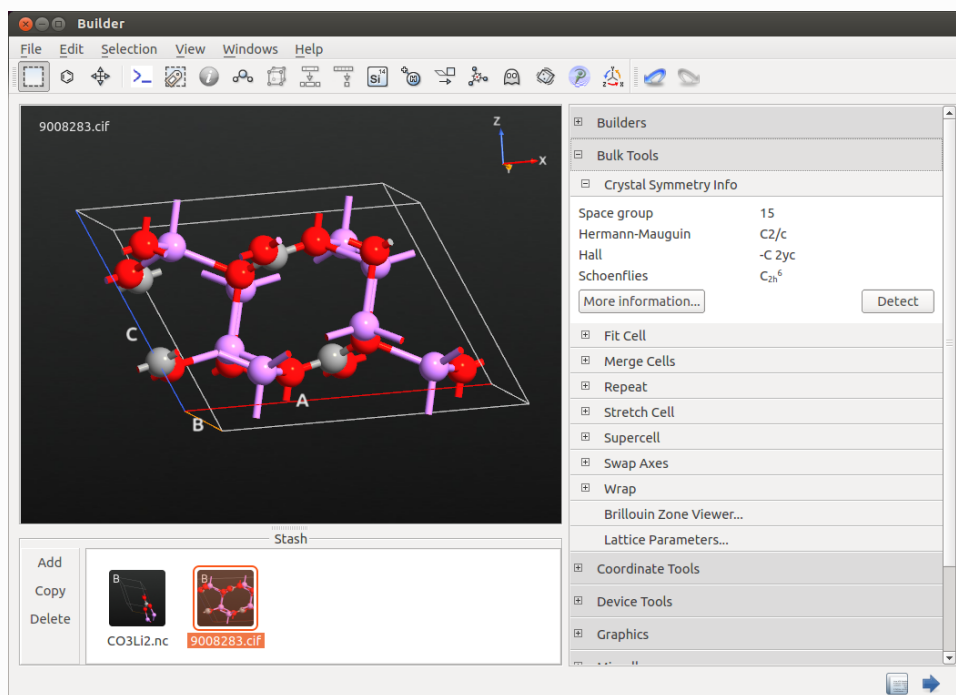 Builder
File Edit Selection View Windows Help
>_ i Si 14 z x
9008283.cif
Z
X
Y
C
A
B
Builders
Bulk Tools
Crystal Symmetry Info
Space group 15
Hermann-Mauguin C2/c
Hall -C 2yc
Schoenflies C₂ₕ⁶
More information... Detect
Fit Cell
Merge Cells
Repeat
Stretch Cell
Supercell
Swap Axes
Wrap
Brillouin Zone Viewer...
Lattice Parameters...
Coordinate Tools
Device Tools
Graphics
Stash
Add
Copy
Delete
B
CO3Li2.nc
B
9008283.cif